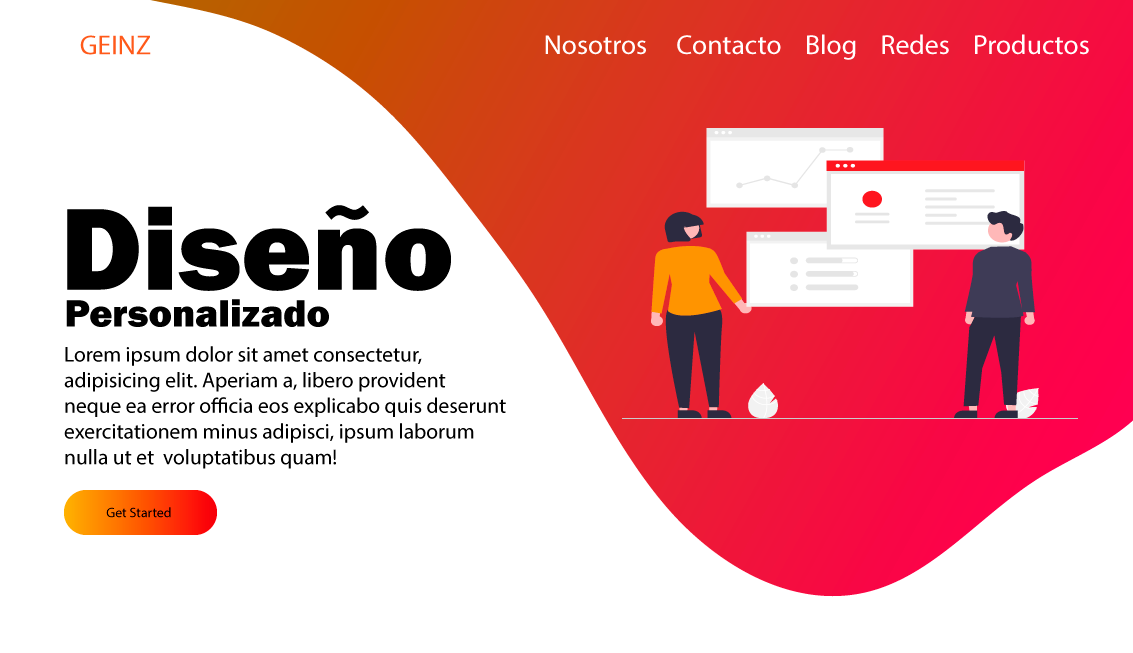 GEINZ
Nosotros Contacto Blog Redes Productos
Diseño
Personalizado
Lorem ipsum dolor sit amet consectetur,
adipisicing elit. Aperiam a, libero provident
neque ea error officia eos explicabo quis deserunt
exercitationem minus adipisci, ipsum laborum
nulla ut et  voluptatibus quam!
Get Started